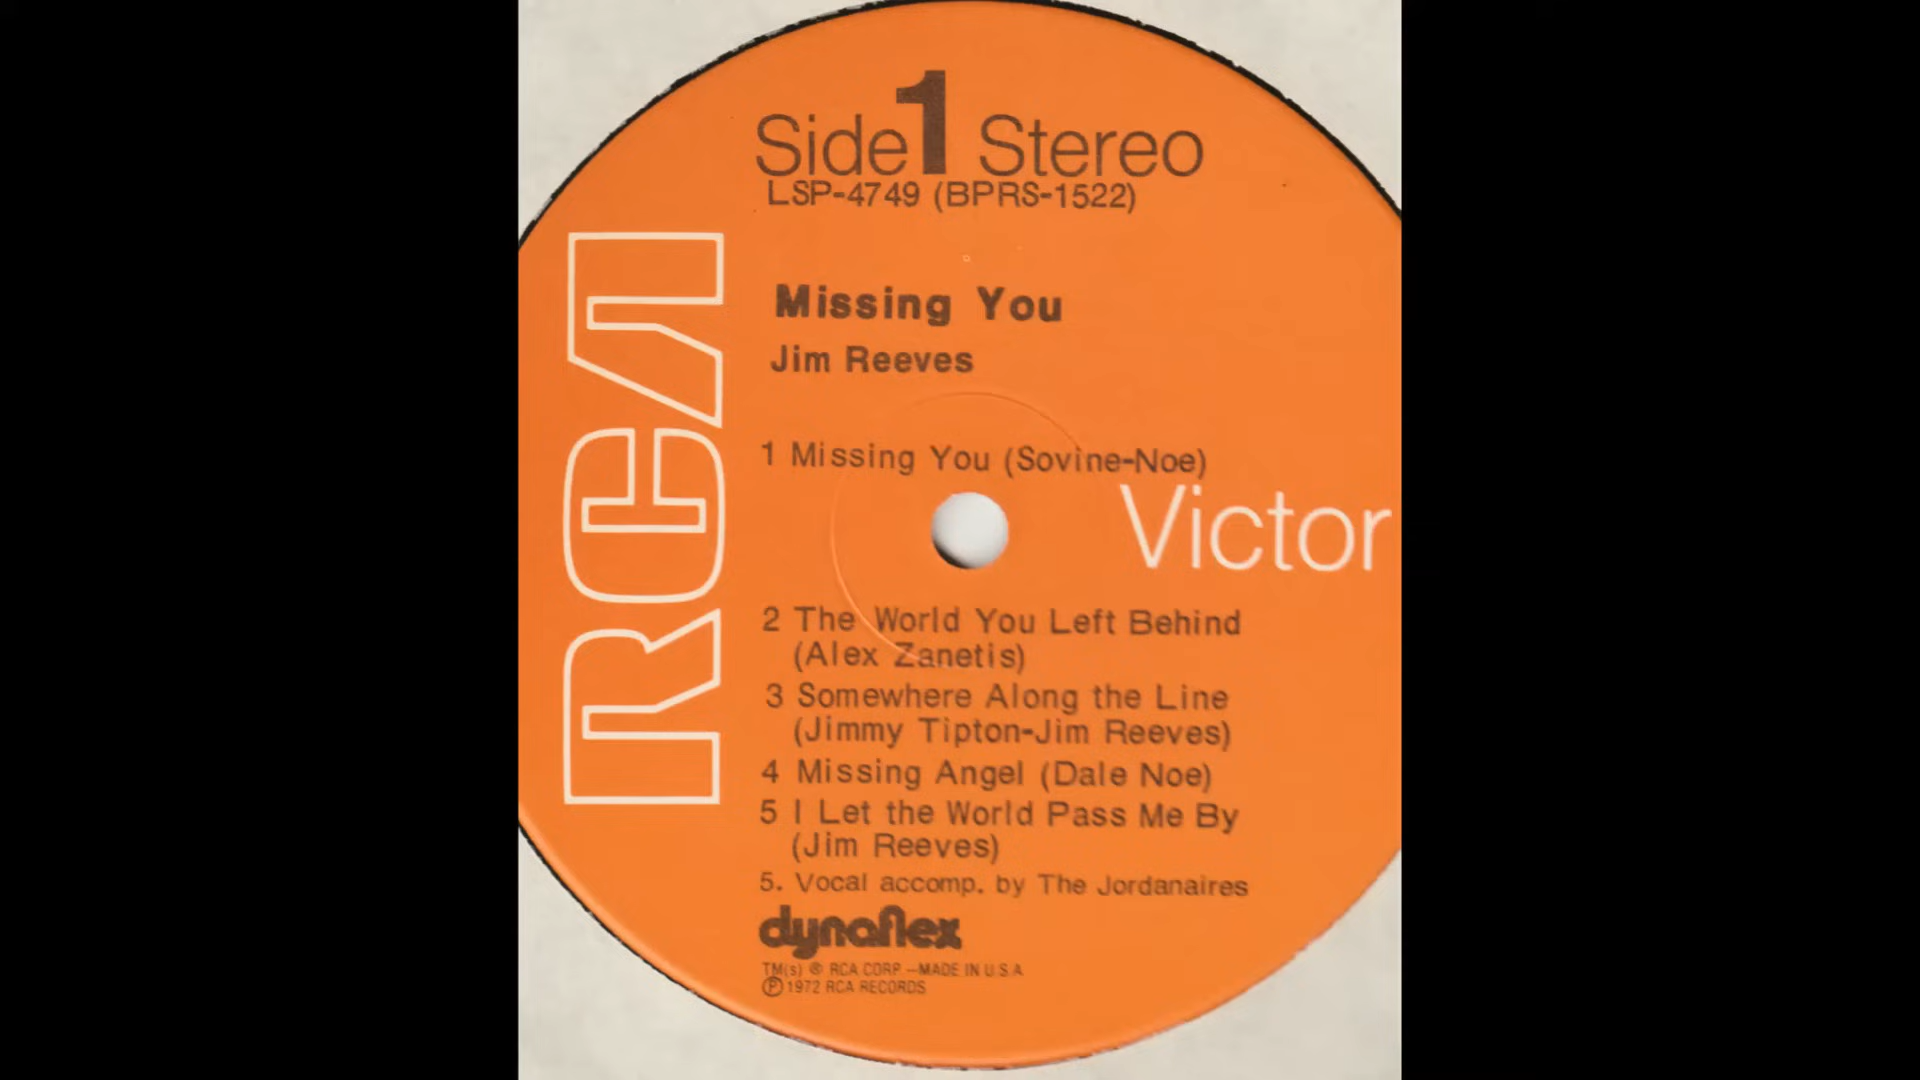 Side 1 Stereo
LSP-4749 (BPRS-1522)
RCA
Missing You
Jim Reeves
1 Missing You (Sovine-Noe)
Victor
2 The World You Left Behind
(Alex Zanetis)
3 Somewhere Along the Line
(Jimmy Tipton-Jim Reeves)
4 Missing Angel (Dale Noe)
5 I Let the World Pass Me By
(Jim Reeves)
5. Vocal accomp. by The Jordanaires
dynaflex
TM(s) ® RCA CORP.-MADE IN U.S.A
℗ 1972 RCA RECORDS